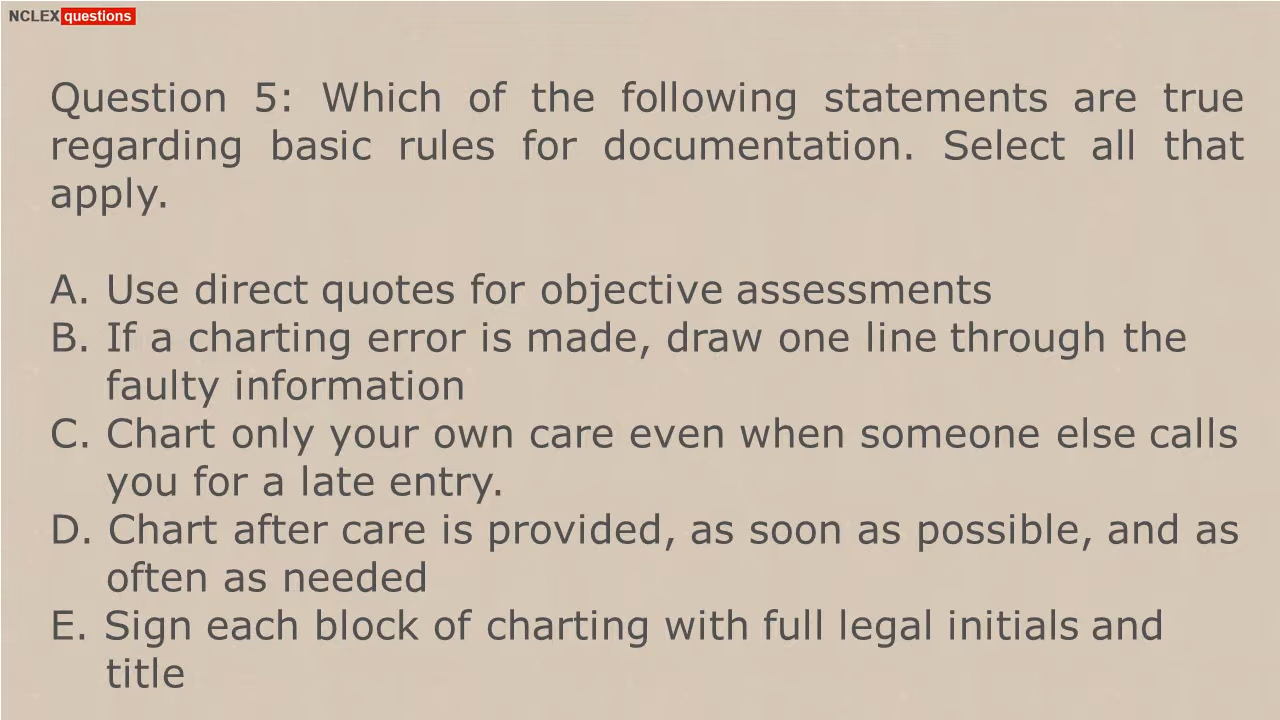 NCLEX questions
Question 5: Which of the following statements are true
regarding basic rules for documentation. Select all that
apply.
A. Use direct quotes for objective assessments
B. If a charting error is made, draw one line through the
faulty information
C. Chart only your own care even when someone else calls
you for a late entry.
D. Chart after care is provided, as soon as possible, and as
often as needed
E. Sign each block of charting with full legal initials and
title